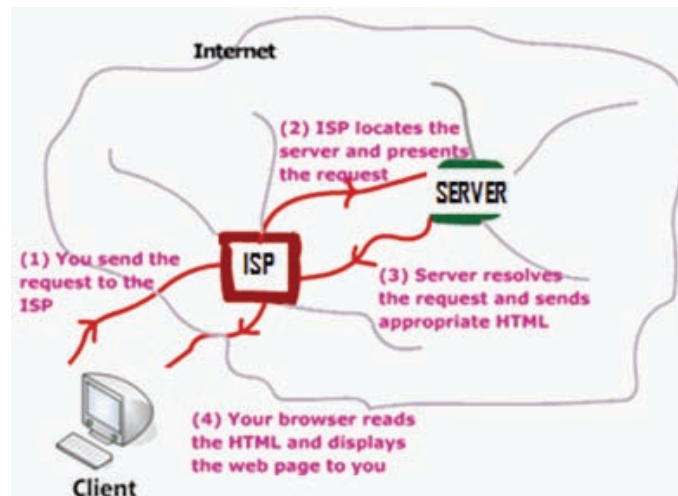 Internet
(2) ISP locates the
server and presents
the request
SERVER
(1) You send the
request to the
ISP
ISP
(3) Server resolves
the request and sends
appropriate HTML
(4) Your browser reads
the HTML and displays
the web page to you
Client